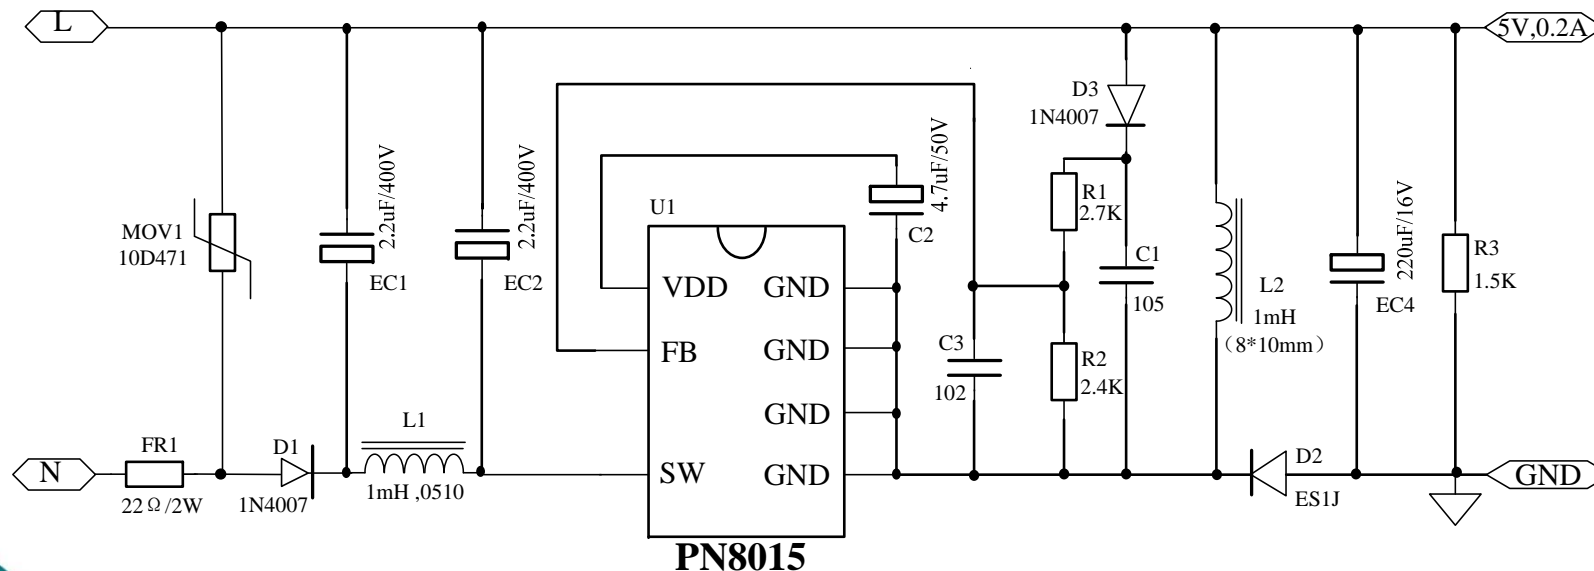 L
5V,0.2A
D3
1N4007
2.2uF/400V
2.2uF/400V
4.7uF/50V
220uF/16V
U1
R1
2.7K
MOV1
10D471
C2
C1
R3
1.5K
EC1
EC2
VDD
GND
105
L2
1mH
EC4
(8*10mm)
FB
GND
C3
102
R2
2.4K
GND
L1
FR1
D1
D2
N
SW
GND
GND
22Ω/2W
1N4007
1mH ,0510
ES1J
PN8015